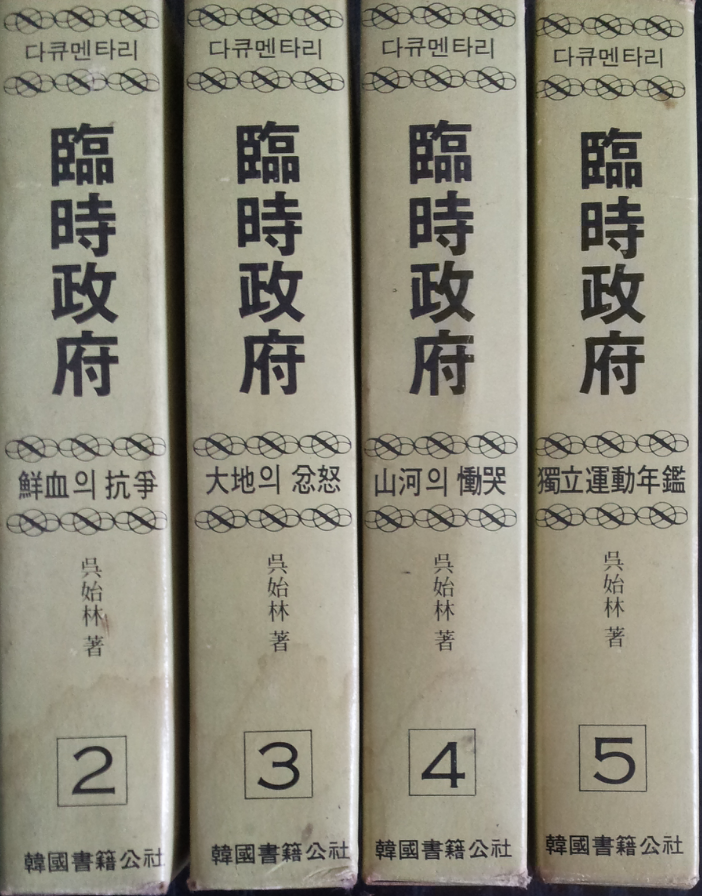 다큐멘타리
臨時政府
鮮血의 抗爭
吳始林 著
2
韓國書籍公社
다큐멘타리
臨時政府
大地의 忿怒
吳始林 著
3
韓國書籍公社
다큐멘타리
臨時政府
山河의 慟哭
吳始林 著
4
韓國書籍公社
다큐멘타리
臨時政府
獨立運動年鑑
吳始林 著
5
韓國書籍公社